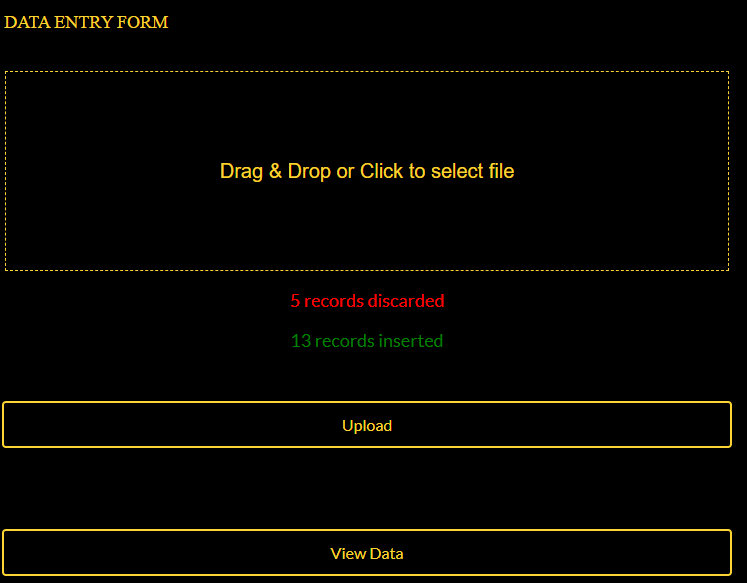 DATA ENTRY FORM
Drag & Drop or Click to select file
5 records discarded
13 records inserted
Upload
View Data